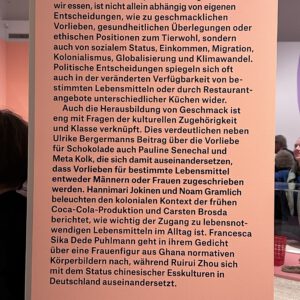 wir essen, ist nicht allein abhängig von eigenen
Entscheidungen, wie zu geschmacklichen
Vorlieben, gesundheitlichen Überlegungen oder
ethischen Positionen zum Tierwohl, sondern
auch von sozialem Status, Einkommen, Migration,
Kolonialismus, Globalisierung und Klimawandel.
Politische Entscheidungen spiegeln sich oft
auch in der veränderten Verfügbarkeit von be-
stimmten Lebensmitteln oder durch Restaurant-
angebote unterschiedlicher Küchen wider.
Auch die Herausbildung von Geschmack ist
eng mit Fragen der kulturellen Zugehörigkeit
und Klasse verknüpft. Dies verdeutlichen neben
Ulrike Bergermanns Beitrag über die Vorliebe
für Schokolade auch Pauline Senechal und
Meta Kolk, die sich damit auseinandersetzen,
dass Vorlieben für bestimmte Lebensmittel
entweder Männern oder Frauen zugeschrieben
werden. Hannimari Jokinen und Noam Gramlich
beleuchten den kolonialen Kontext der frühen
Coca-Cola-Produktion und Carsten Brosda
berichtet, wie wichtig der Zugang zu lebensnot-
wendigen Lebensmitteln im Alltag ist. Francesca
Sika Dede Puhlmann geht in ihrem Gedicht
über eine Frauenfigur aus Ghana normativen
Körperbildern nach, während Ruirui Zhou sich
mit dem Status chinesischer Esskulturen in
Deutschland auseinandersetzt.